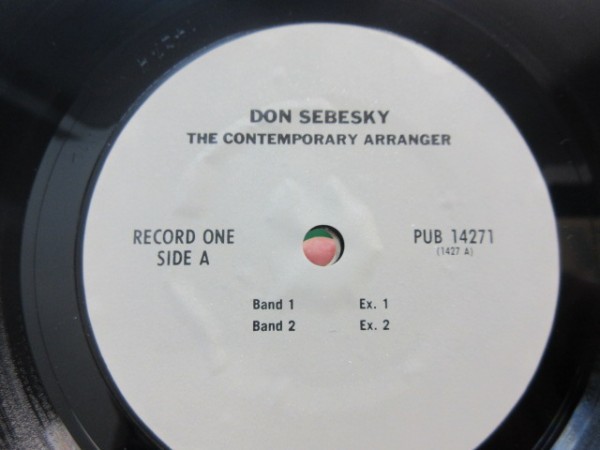 DON SEBESKY
THE CONTEMPORARY ARRANGER
RECORD ONE
SIDE A
PUB 14271
(1427 A)
Band 1 Ex. 1
Band 2 Ex. 2